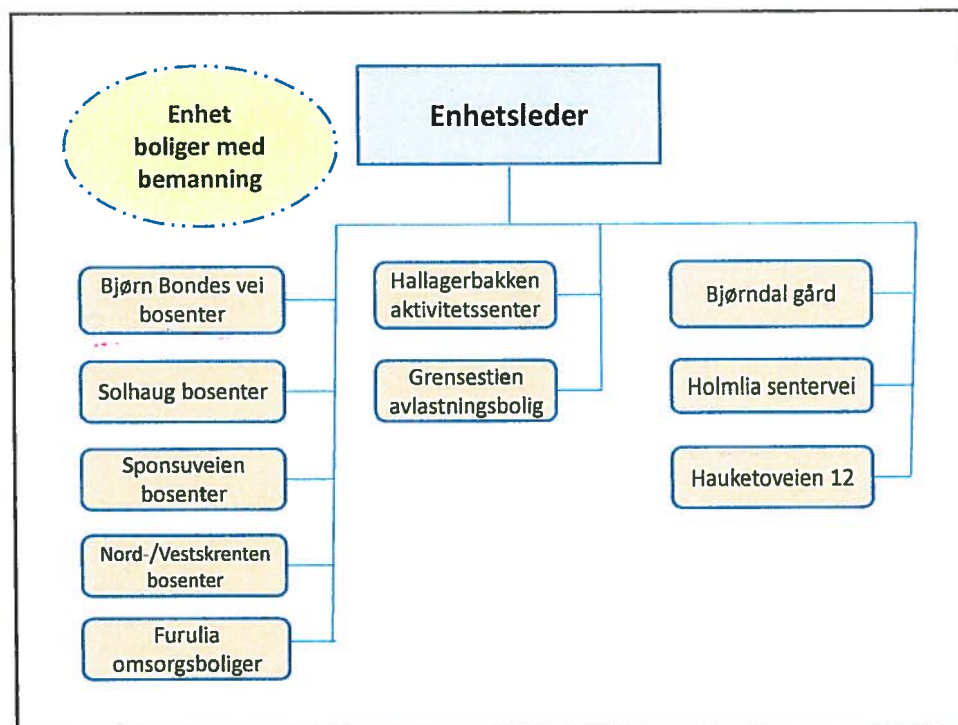 Enhet
boliger med
bemanning
Enhetsleder
Bjørn Bondes vei
bosenter
Solhaug bosenter
Sponsuveien
bosenter
Nord-/Vestskrenten
bosenter
Furulia
omsorgsboliger
Hallagerbakken
aktivitetssenter
Grensestien
avlastningsbolig
Bjørndal gård
Holmlia sentervei
Hauketoveien 12